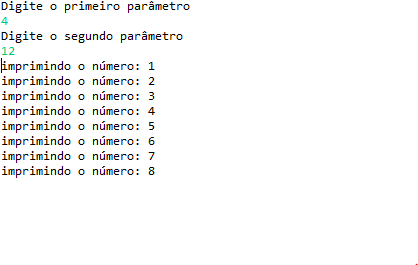 Digite o primeiro parâmetro
4
Digite o segundo parâmetro
12
imprimindo o número: 1
imprimindo o número: 2
imprimindo o número: 3
imprimindo o número: 4
imprimindo o número: 5
imprimindo o número: 6
imprimindo o número: 7
imprimindo o número: 8